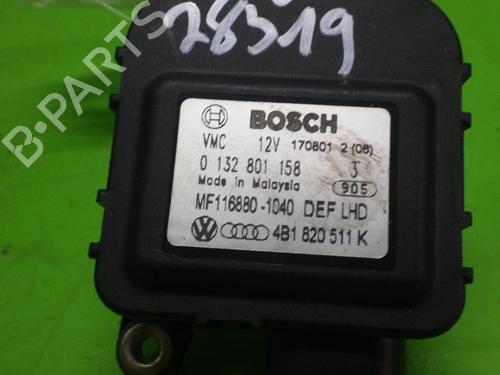 28319
B-PARTS
BOSCH
VMC 12V 170801 2 (06)
0 132 801 158 3
Made in Malaysia 905
MF116880-1040 DEF LHD
4B1 820 511 K